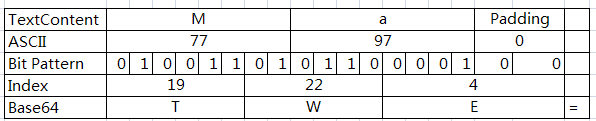 TextContent M a Padding
ASCII 77 97 0
Bit Pattern 0 1 0 0 1 1 0 1 0 1 1 0 0 0 0 1 0 0
Index 19 22 4
Base64 T W E =